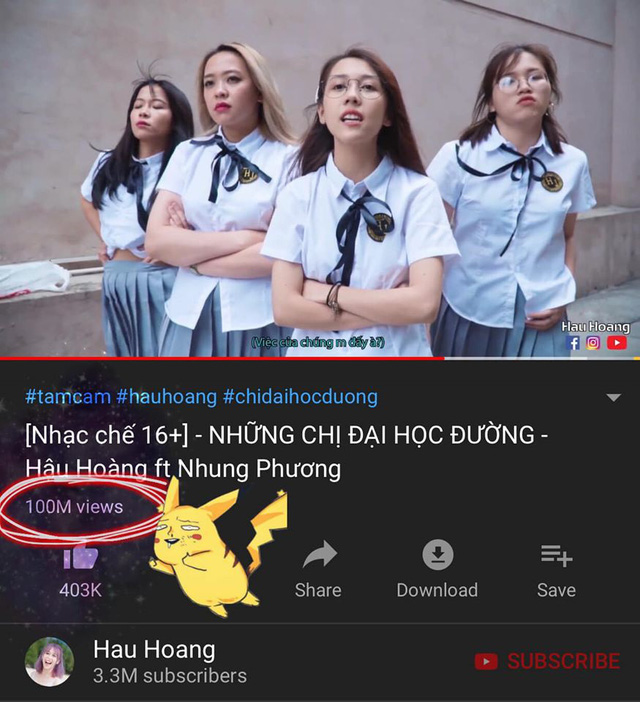 (Việc của chúng m đấy à?)
Hau Hoang
#tamcam #hauhoang #chidaihocduong
[Nhạc chế 16+] - NHỮNG CHỊ ĐẠI HỌC ĐƯỜNG -
Hậu Hoàng ft Nhung Phương
100M views
403K
Share
Download
Save
Hau Hoang
3.3M subscribers
SUBSCRIBE